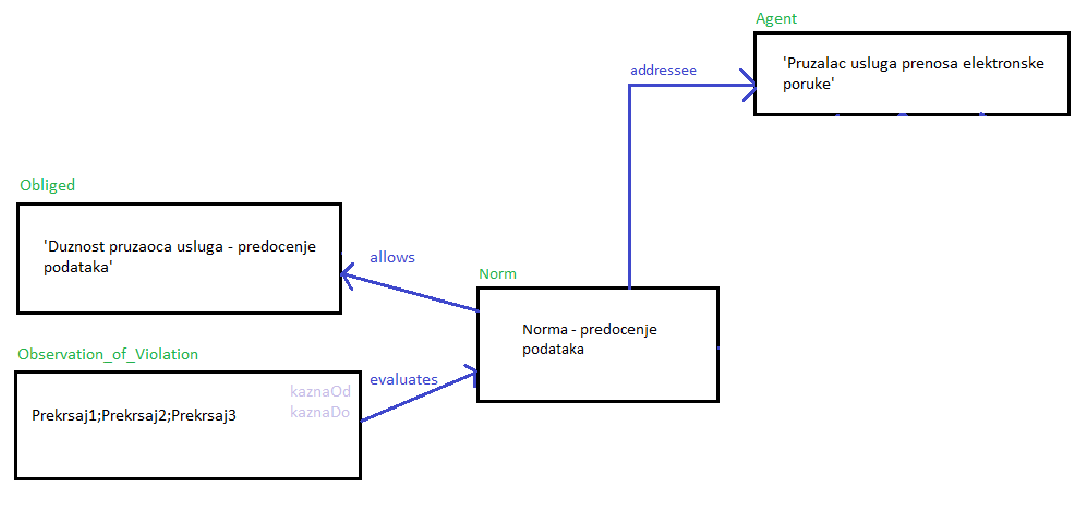 Agent
'Pruzalac usluga prenosa elektronske
poruke'
addressee
Obliged
'Duznost pruzaoca usluga - predocenje
podataka'
allows
Norm
Norma - predocenje
podataka
Observation_of_Violation
kaznaOd
kaznaDo
Prekrsaj1;Prekrsaj2;Prekrsaj3
evaluates